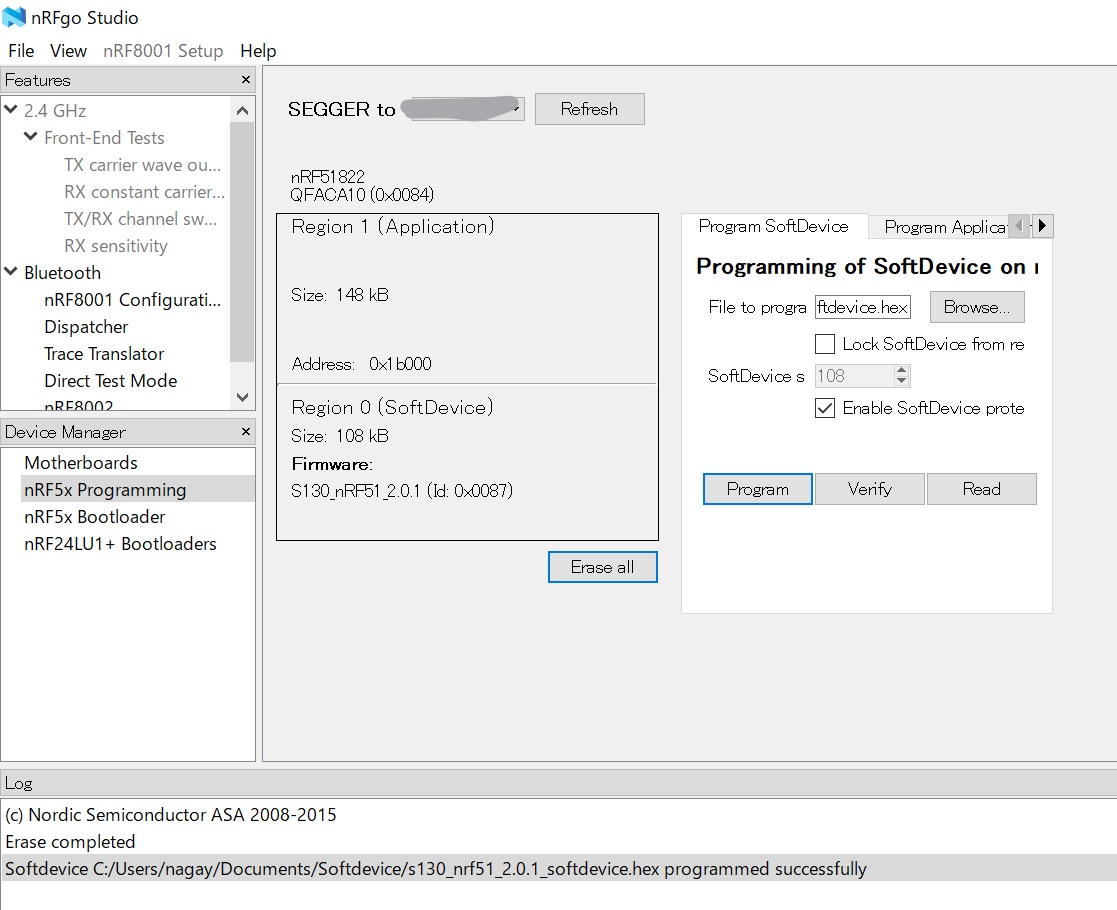 nRFgo Studio
File View nRF8001 Setup Help
Features
2.4 GHz
Front-End Tests
TX carrier wave ou...
RX constant carrier...
TX/RX channel sw...
RX sensitivity
Bluetooth
nRF8001 Configurati...
Dispatcher
Trace Translator
Direct Test Mode
nRF8002
Device Manager
Motherboards
nRF5x Programming
nRF5x Bootloader
nRF24LU1+ Bootloaders
SEGGER to
Refresh
nRF51822
QFACA10 (0x0084)
Region 1 (Application)
Size: 148 kB
Address: 0x1b000
Region 0 (SoftDevice)
Size: 108 kB
Firmware:
S130_nRF51_2.0.1 (Id: 0x0087)
Erase all
Program SoftDevice Program Applica
Programming of SoftDevice on
File to progra ftdevice.hex Browse...
Lock SoftDevice from re
SoftDevice s 108
Enable SoftDevice prote
Program Verify Read
Log
(c) Nordic Semiconductor ASA 2008-2015
Erase completed
Softdevice C:/Users/nagay/Documents/Softdevice/s130_nrf51_2.0.1_softdevice.hex programmed successfully